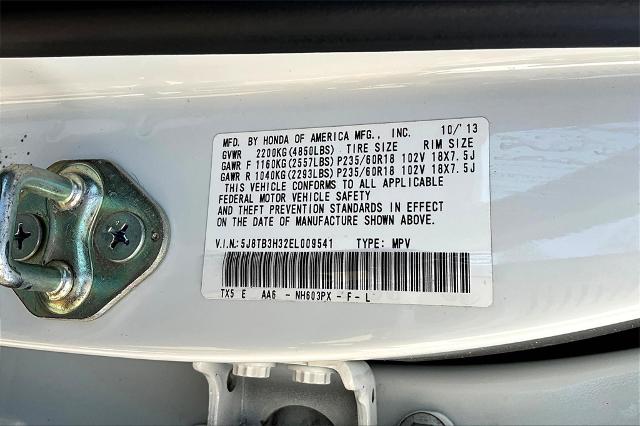 MFD. BY HONDA OF AMERICA MFG., INC. 10/'13
GVWR 2200KG(4850LBS) TIRE SIZE RIM SIZE
GAWR F 1160KG(2557LBS)P235/60R18 102V 18X7.5J
GAWR R 1040KG(2293LBS)P235/60R18 102V 18X7.5J
THIS VEHICLE CONFORMS TO ALL APPLICABLE
FEDERAL MOTOR VEHICLE SAFETY
AND THEFT PREVENTION STANDARDS IN EFFECT
ON THE DATE OF MANUFACTURE SHOWN ABOVE.
V.I.N:5J8TB3H32EL009541 TYPE: MPV
TX5 E AA6 - NH603PX - F - L